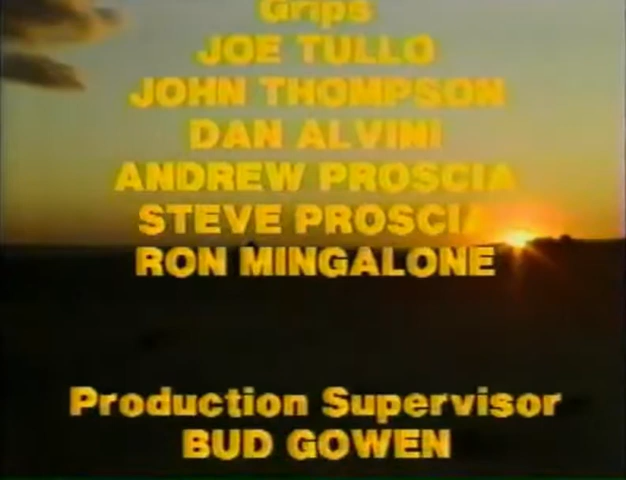 Grips
JOE TULLO
JOHN THOMPSON
DAN ALVINI
ANDREW PROSCIA
STEVE PROSCIA
RON MINGALONE
Production Supervisor
BUD GOWEN